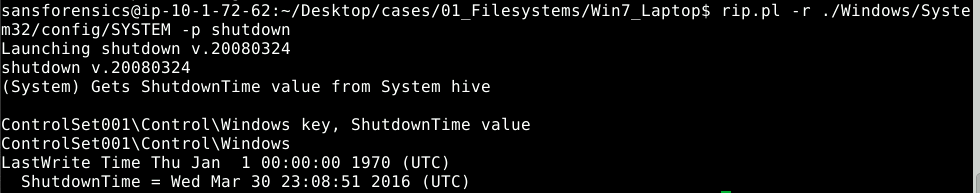 sansforensics@ip-10-1-72-62:~/Desktop/cases/01_Filesystems/Win7_Laptop$ rip.pl -r ./Windows/Syste
m32/config/SYSTEM -p shutdown
Launching shutdown v.20080324
shutdown v.20080324
(System) Gets ShutdownTime value from System hive

ControlSet001\Control\Windows key, ShutdownTime value
ControlSet001\Control\Windows
LastWrite Time Thu Jan  1 00:00:00 1970 (UTC)
  ShutdownTime = Wed Mar 30 23:08:51 2016 (UTC)